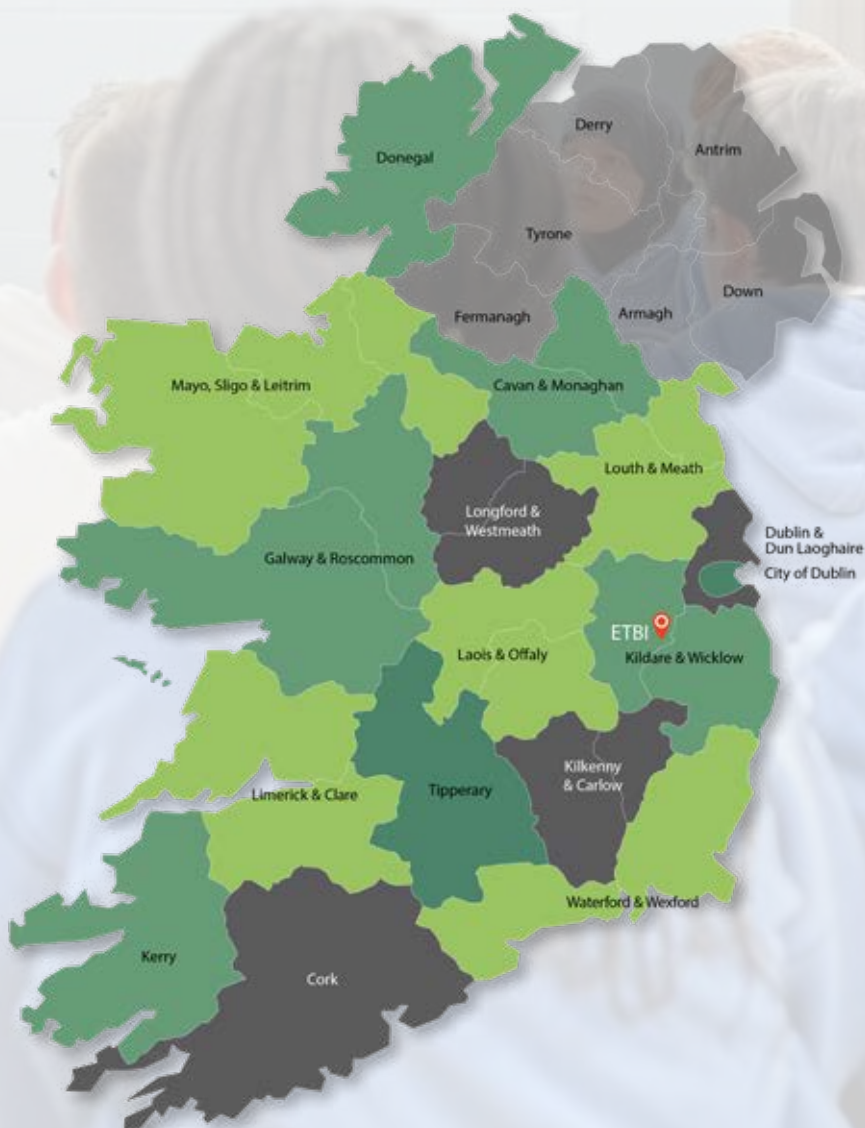 Derry
Antrim
Donegal
Tyrone
Down
Armagh
Fermanagh
Mayo, Sligo & Leitrim
Cavan & Monaghan
Louth & Meath
Longford &
Westmeath
Dublin &
Dun Laoghaire
City of Dublin
Galway & Roscommon
ETBI
Kildare & Wicklow
Laois & Offaly
Kilkenny
& Carlow
Tipperary
Limerick & Clare
Waterford & Wexford
Kerry
Cork